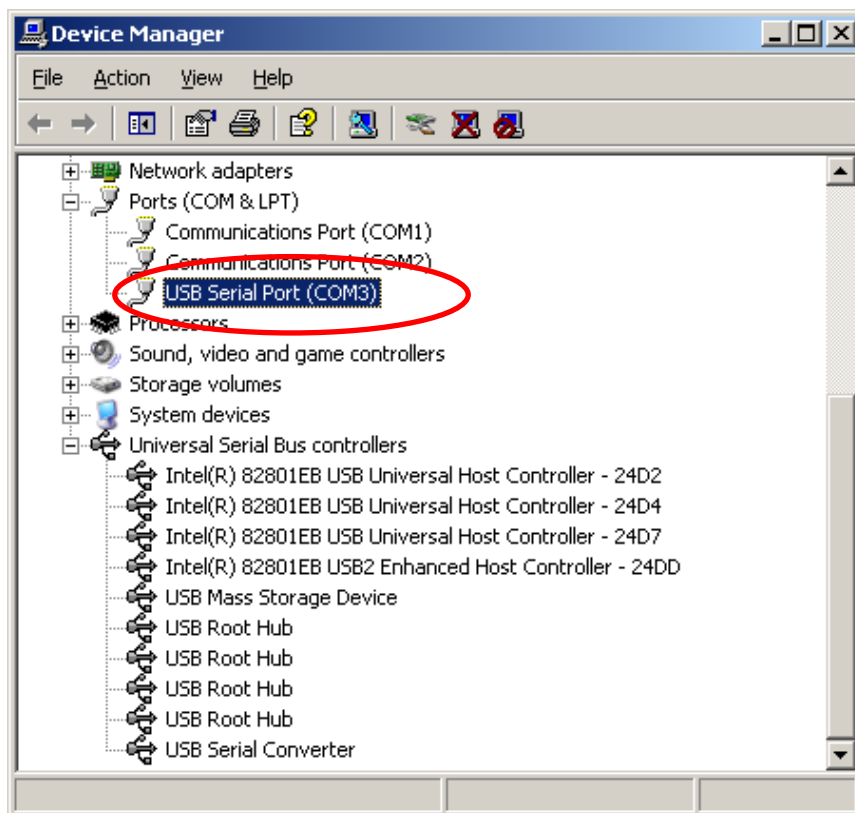 Device Manager
File Action View Help
Network adapters
Ports (COM & LPT)
Communications Port (COM1)
Communications Port (COM2)
USB Serial Port (COM3)
Processors
Sound, video and game controllers
Storage volumes
System devices
Universal Serial Bus controllers
Intel(R) 82801EB USB Universal Host Controller - 24D2
Intel(R) 82801EB USB Universal Host Controller - 24D4
Intel(R) 82801EB USB Universal Host Controller - 24D7
Intel(R) 82801EB USB2 Enhanced Host Controller - 24DD
USB Mass Storage Device
USB Root Hub
USB Root Hub
USB Root Hub
USB Root Hub
USB Serial Converter